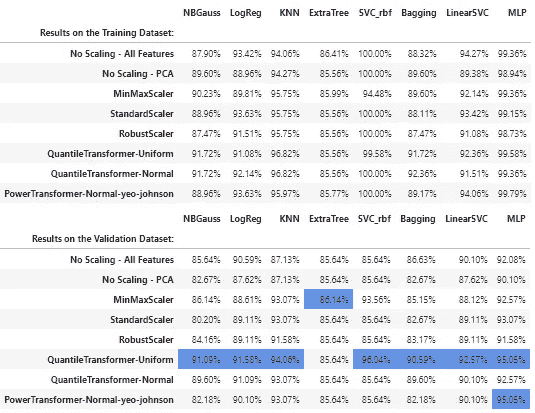 NBGauss LogReg KNN ExtraTree SVC_rbf Bagging LinearSVC MLP
Results on the Training Dataset:
No Scaling - All Features 87.90% 93.42% 94.06% 86.41% 100.00% 88.32% 94.27% 99.36%
No Scaling - PCA 89.60% 88.96% 94.27% 85.56% 100.00% 89.60% 89.38% 98.94%
MinMaxScaler 90.23% 89.81% 95.75% 85.99% 94.48% 89.60% 92.14% 99.36%
StandardScaler 88.96% 93.63% 95.75% 85.56% 100.00% 88.11% 93.42% 99.15%
RobustScaler 87.47% 91.51% 95.75% 85.56% 100.00% 87.47% 91.08% 98.73%
QuantileTransformer-Uniform 91.72% 91.08% 96.82% 85.56% 99.58% 91.72% 92.36% 99.58%
QuantileTransformer-Normal 91.72% 92.14% 96.82% 85.56% 100.00% 92.36% 91.51% 99.36%
PowerTransformer-Normal-yeo-johnson 88.96% 93.63% 95.97% 85.77% 100.00% 89.17% 94.06% 99.79%
NBGauss LogReg KNN ExtraTree SVC_rbf Bagging LinearSVC MLP
Results on the Validation Dataset:
No Scaling - All Features 85.64% 90.59% 87.13% 85.64% 85.64% 86.63% 90.10% 92.08%
No Scaling - PCA 82.67% 87.62% 87.13% 85.64% 85.64% 82.67% 87.62% 90.10%
MinMaxScaler 86.14% 88.61% 93.07% 86.14% 93.56% 85.15% 88.12% 92.57%
StandardScaler 80.20% 89.11% 93.07% 85.64% 85.64% 82.67% 89.11% 93.07%
RobustScaler 84.16% 89.11% 91.58% 85.64% 85.64% 83.17% 89.11% 91.58%
QuantileTransformer-Uniform 91.09% 91.58% 94.06% 85.64% 96.04% 90.59% 92.57% 95.05%
QuantileTransformer-Normal 89.60% 91.09% 93.07% 85.64% 85.64% 89.60% 90.10% 92.57%
PowerTransformer-Normal-yeo-johnson 82.18% 90.10% 93.07% 85.64% 85.64% 82.18% 90.10% 95.05%